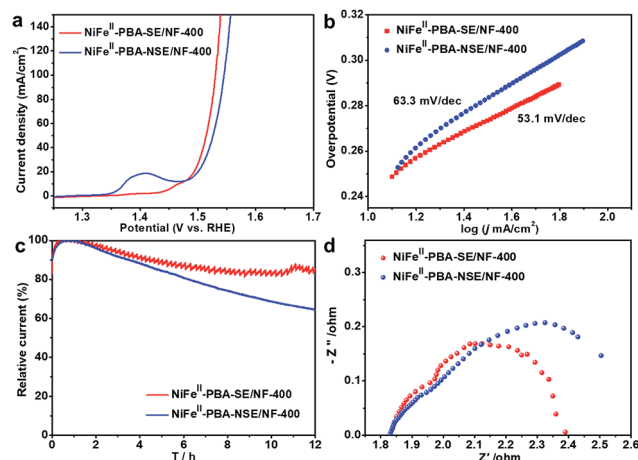 a
NiFeᴵᴵ-PBA-SE/NF-400
NiFeᴵᴵ-PBA-NSE/NF-400
Current density (mA/cm²)
140
120
100
80
60
40
20
0
1.3 1.4 1.5 1.6 1.7
Potential (V vs. RHE)
b
NiFeᴵᴵ-PBA-SE/NF-400
NiFeᴵᴵ-PBA-NSE/NF-400
63.3 mV/dec
53.1 mV/dec
Overpotential (V)
0.32
0.30
0.28
0.26
0.24
1.0 1.2 1.4 1.6 1.8 2.0
log (j mA/cm²)
c
NiFeᴵᴵ-PBA-SE/NF-400
NiFeᴵᴵ-PBA-NSE/NF-400
Relative current (%)
100
80
60
40
20
0
0 2 4 6 8 10 12
T / h
d
NiFeᴵᴵ-PBA-SE/NF-400
NiFeᴵᴵ-PBA-NSE/NF-400
- Z''/ohm
-0.3
0.2
0.1
0.0
1.8 1.9 2.0 2.1 2.2 2.3 2.4 2.5 2.6
Z'/ohm